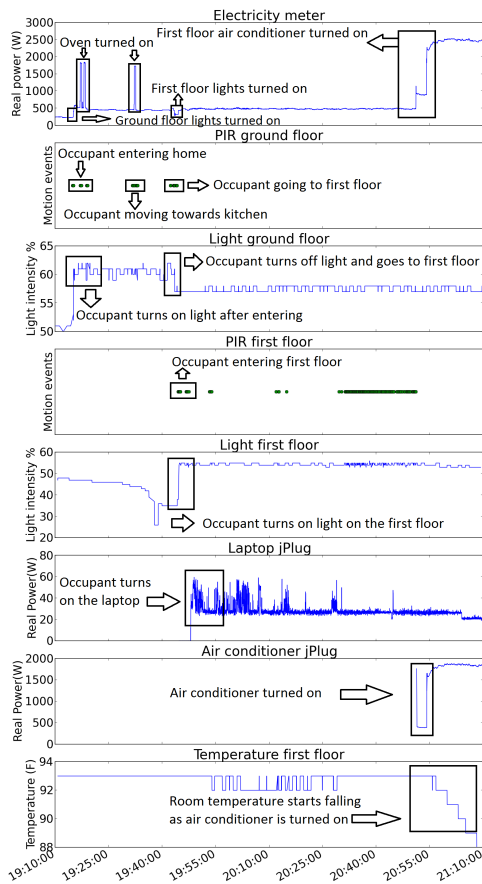 Electricity meter
Real power (W)
3000
2500
2000
1500
1000
500
0
Oven turned on
First floor air conditioner turned on
First floor lights turned on
Ground floor lights turned on
PIR ground floor
Motion events
Occupant entering home
Occupant going to first floor
Occupant moving towards kitchen
Light ground floor
Light intensity %
65
60
55
50
Occupant turns off light and goes to first floor
Occupant turns on light after entering
PIR first floor
Motion events
Occupant entering first floor
Light first floor
Light intensity %
60
50
40
30
20
Occupant turns on light on the first floor
Laptop jPlug
Real Power(W)
80
60
40
20
0
Occupant turns
on the laptop
Air conditioner jPlug
Real Power(W)
2000
1500
1000
500
0
Air conditioner turned on
Temperature first floor
Temperature (F)
94
92
90
88
Room temperature starts falling
as air conditioner is turned on
19:10:00
19:25:00
19:40:00
19:55:00
20:10:00
20:25:00
20:40:00
20:55:00
21:10:00